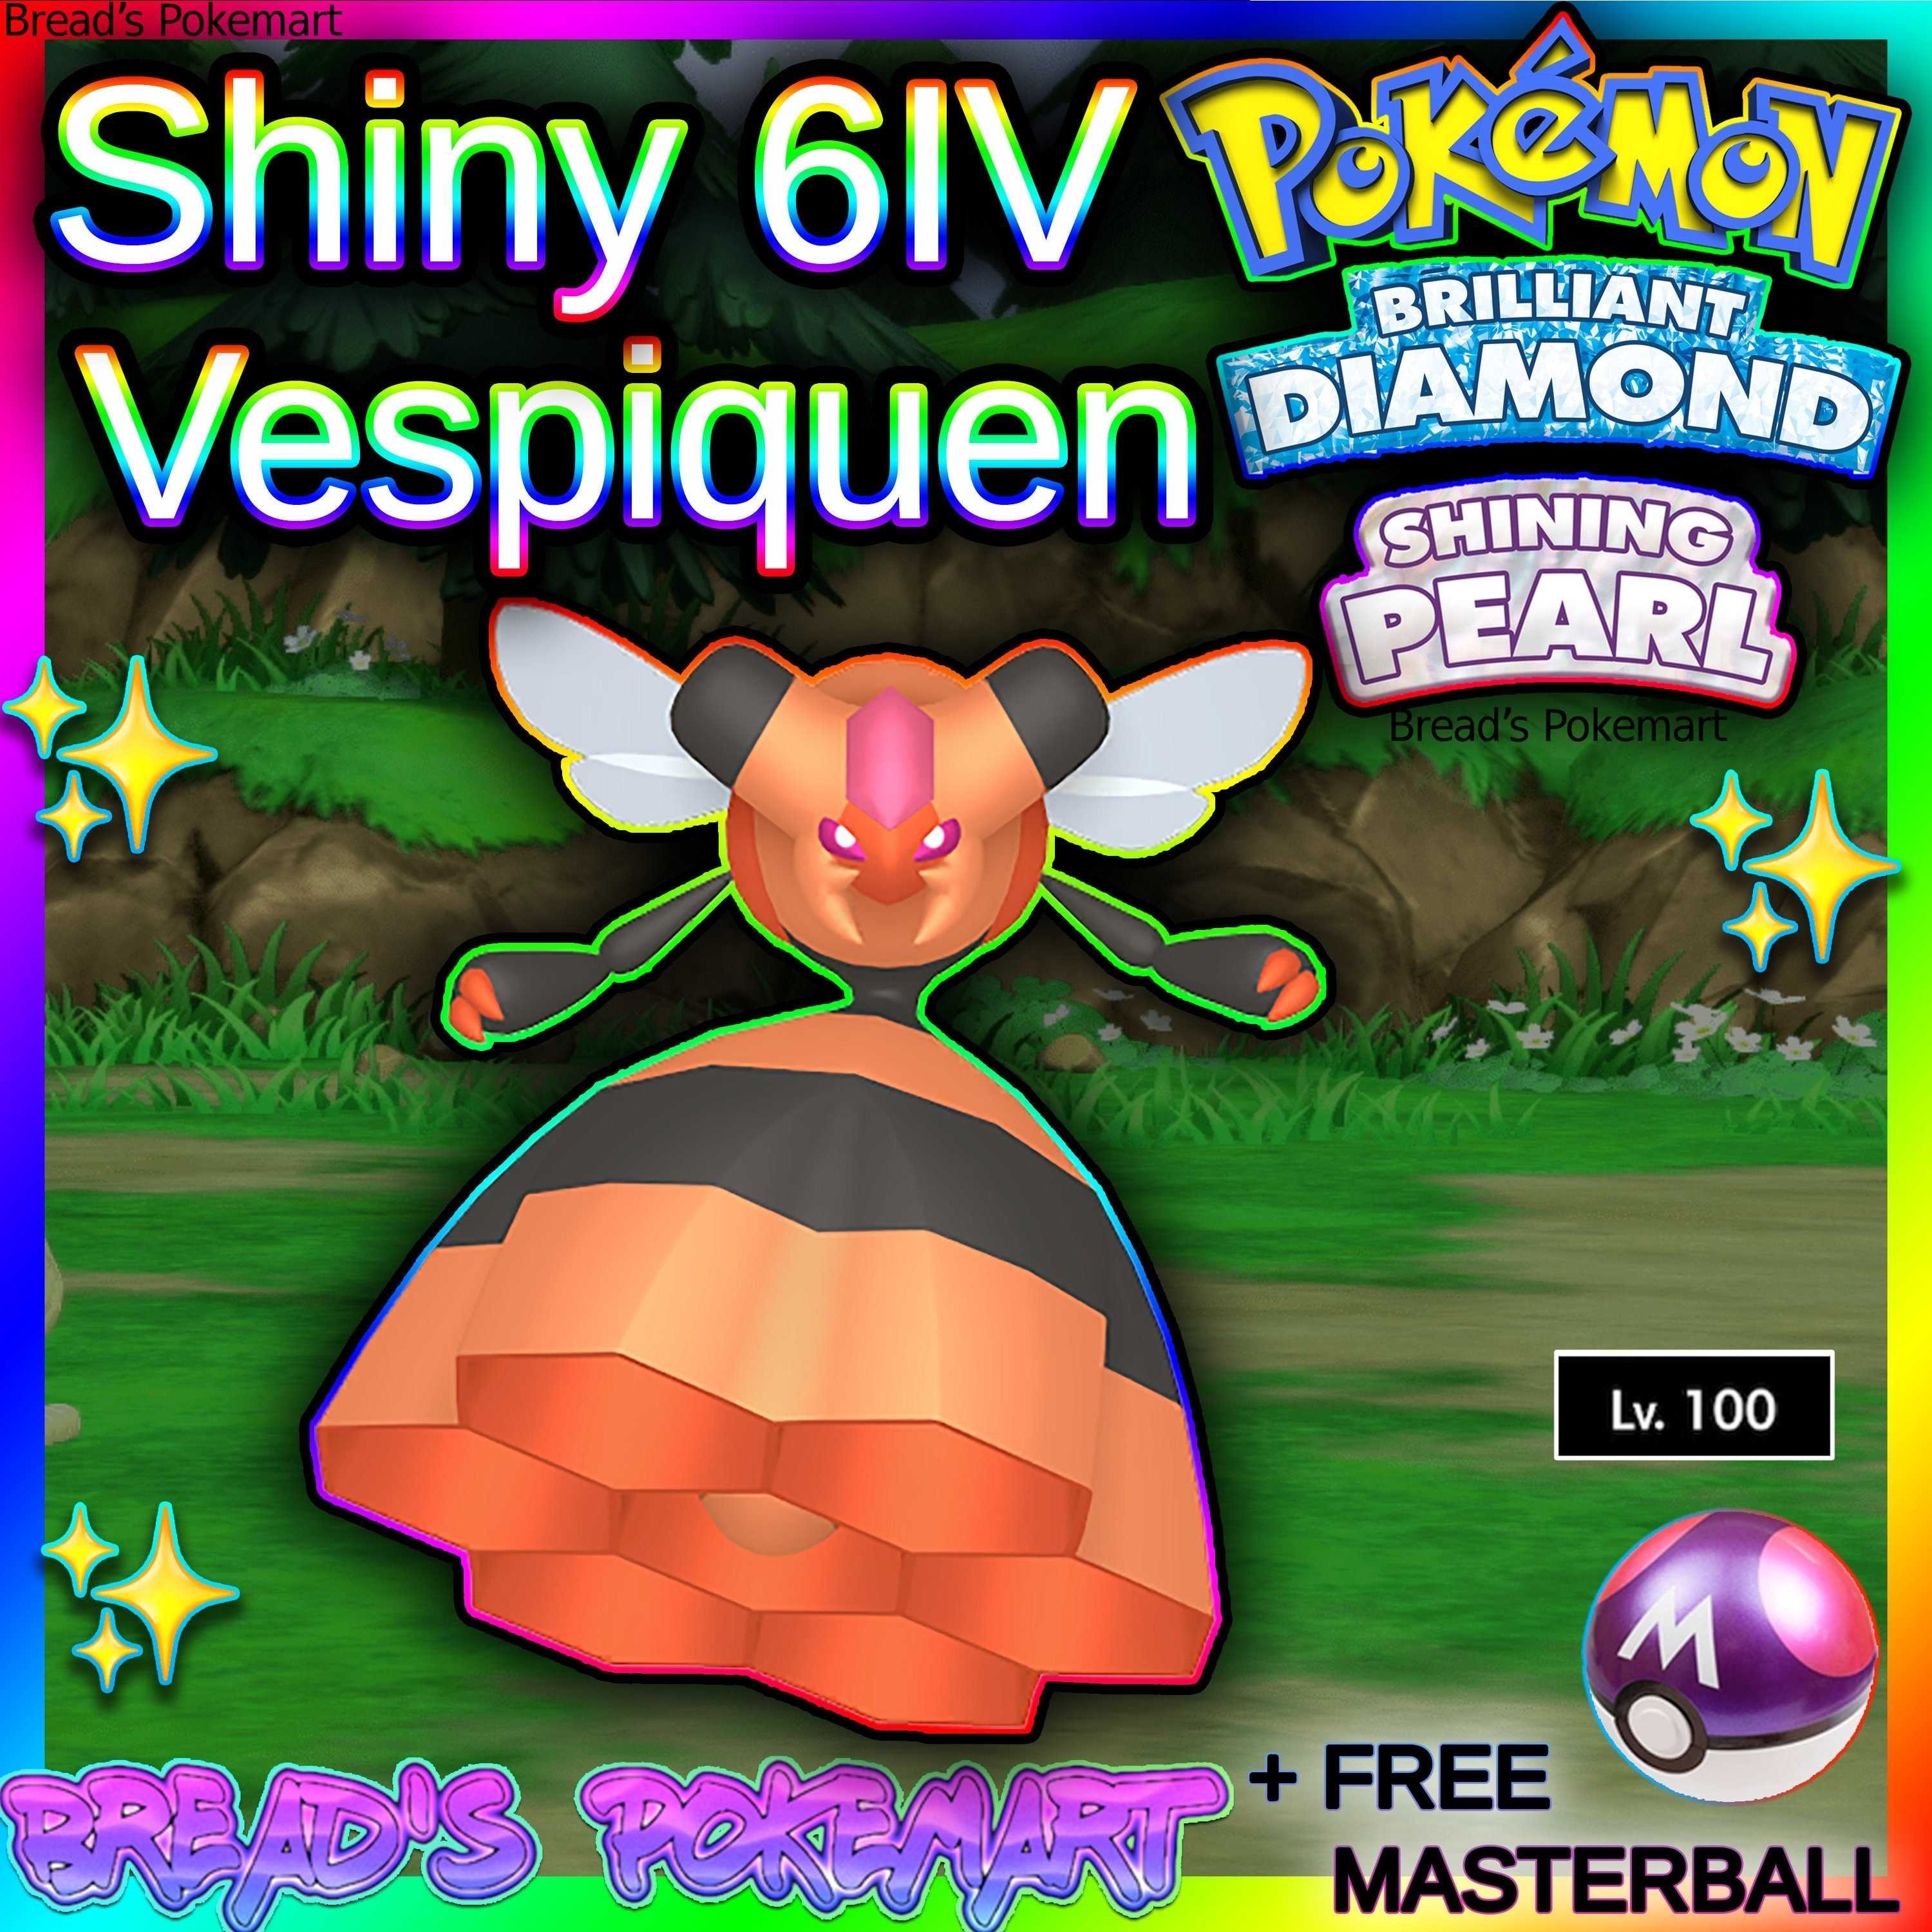 Bread's Pokemart
Shiny 6IV
Vespiquen
POKéMON
BRILLIANT
DIAMOND
SHINING
PEARL
Bread's Pokemart
Lv. 100
M
BREAD'S POKEMART
+ FREE
MASTERBALL